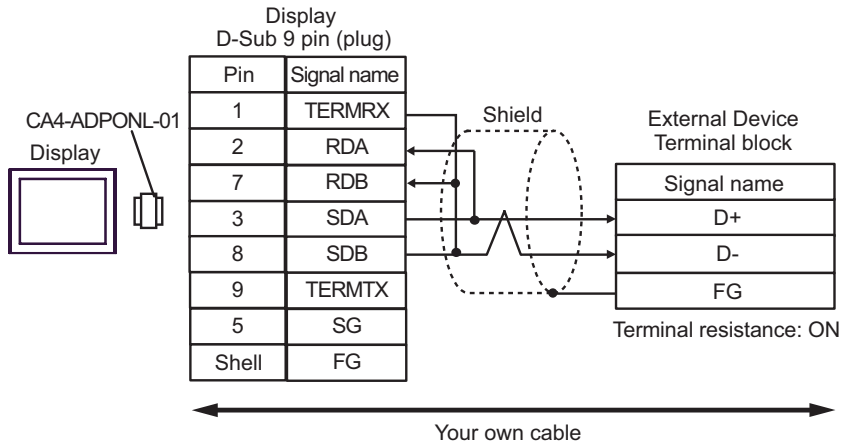 Display
D-Sub 9 pin (plug)
Pin Signal name
1 TERMRX
2 RDA
7 RDB
3 SDA
8 SDB
9 TERMTX
5 SG
Shell FG
CA4-ADPONL-01
Display
Shield
External Device
Terminal block
Signal name
D+
D-
FG
Terminal resistance: ON
Your own cable